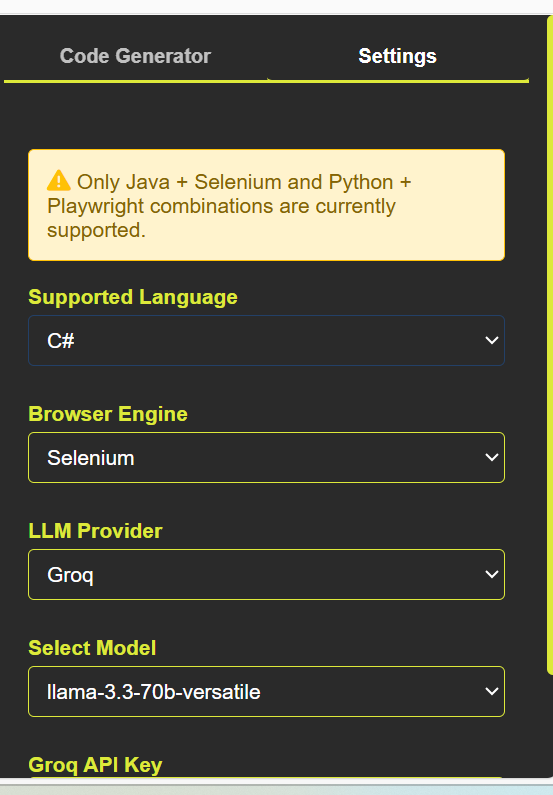 Code Generator
Settings
Only Java + Selenium and Python +
Playwright combinations are currently
supported.
Supported Language
C#
Browser Engine
Selenium
LLM Provider
Groq
Select Model
llama-3.3-70b-versatile
Groq API Key